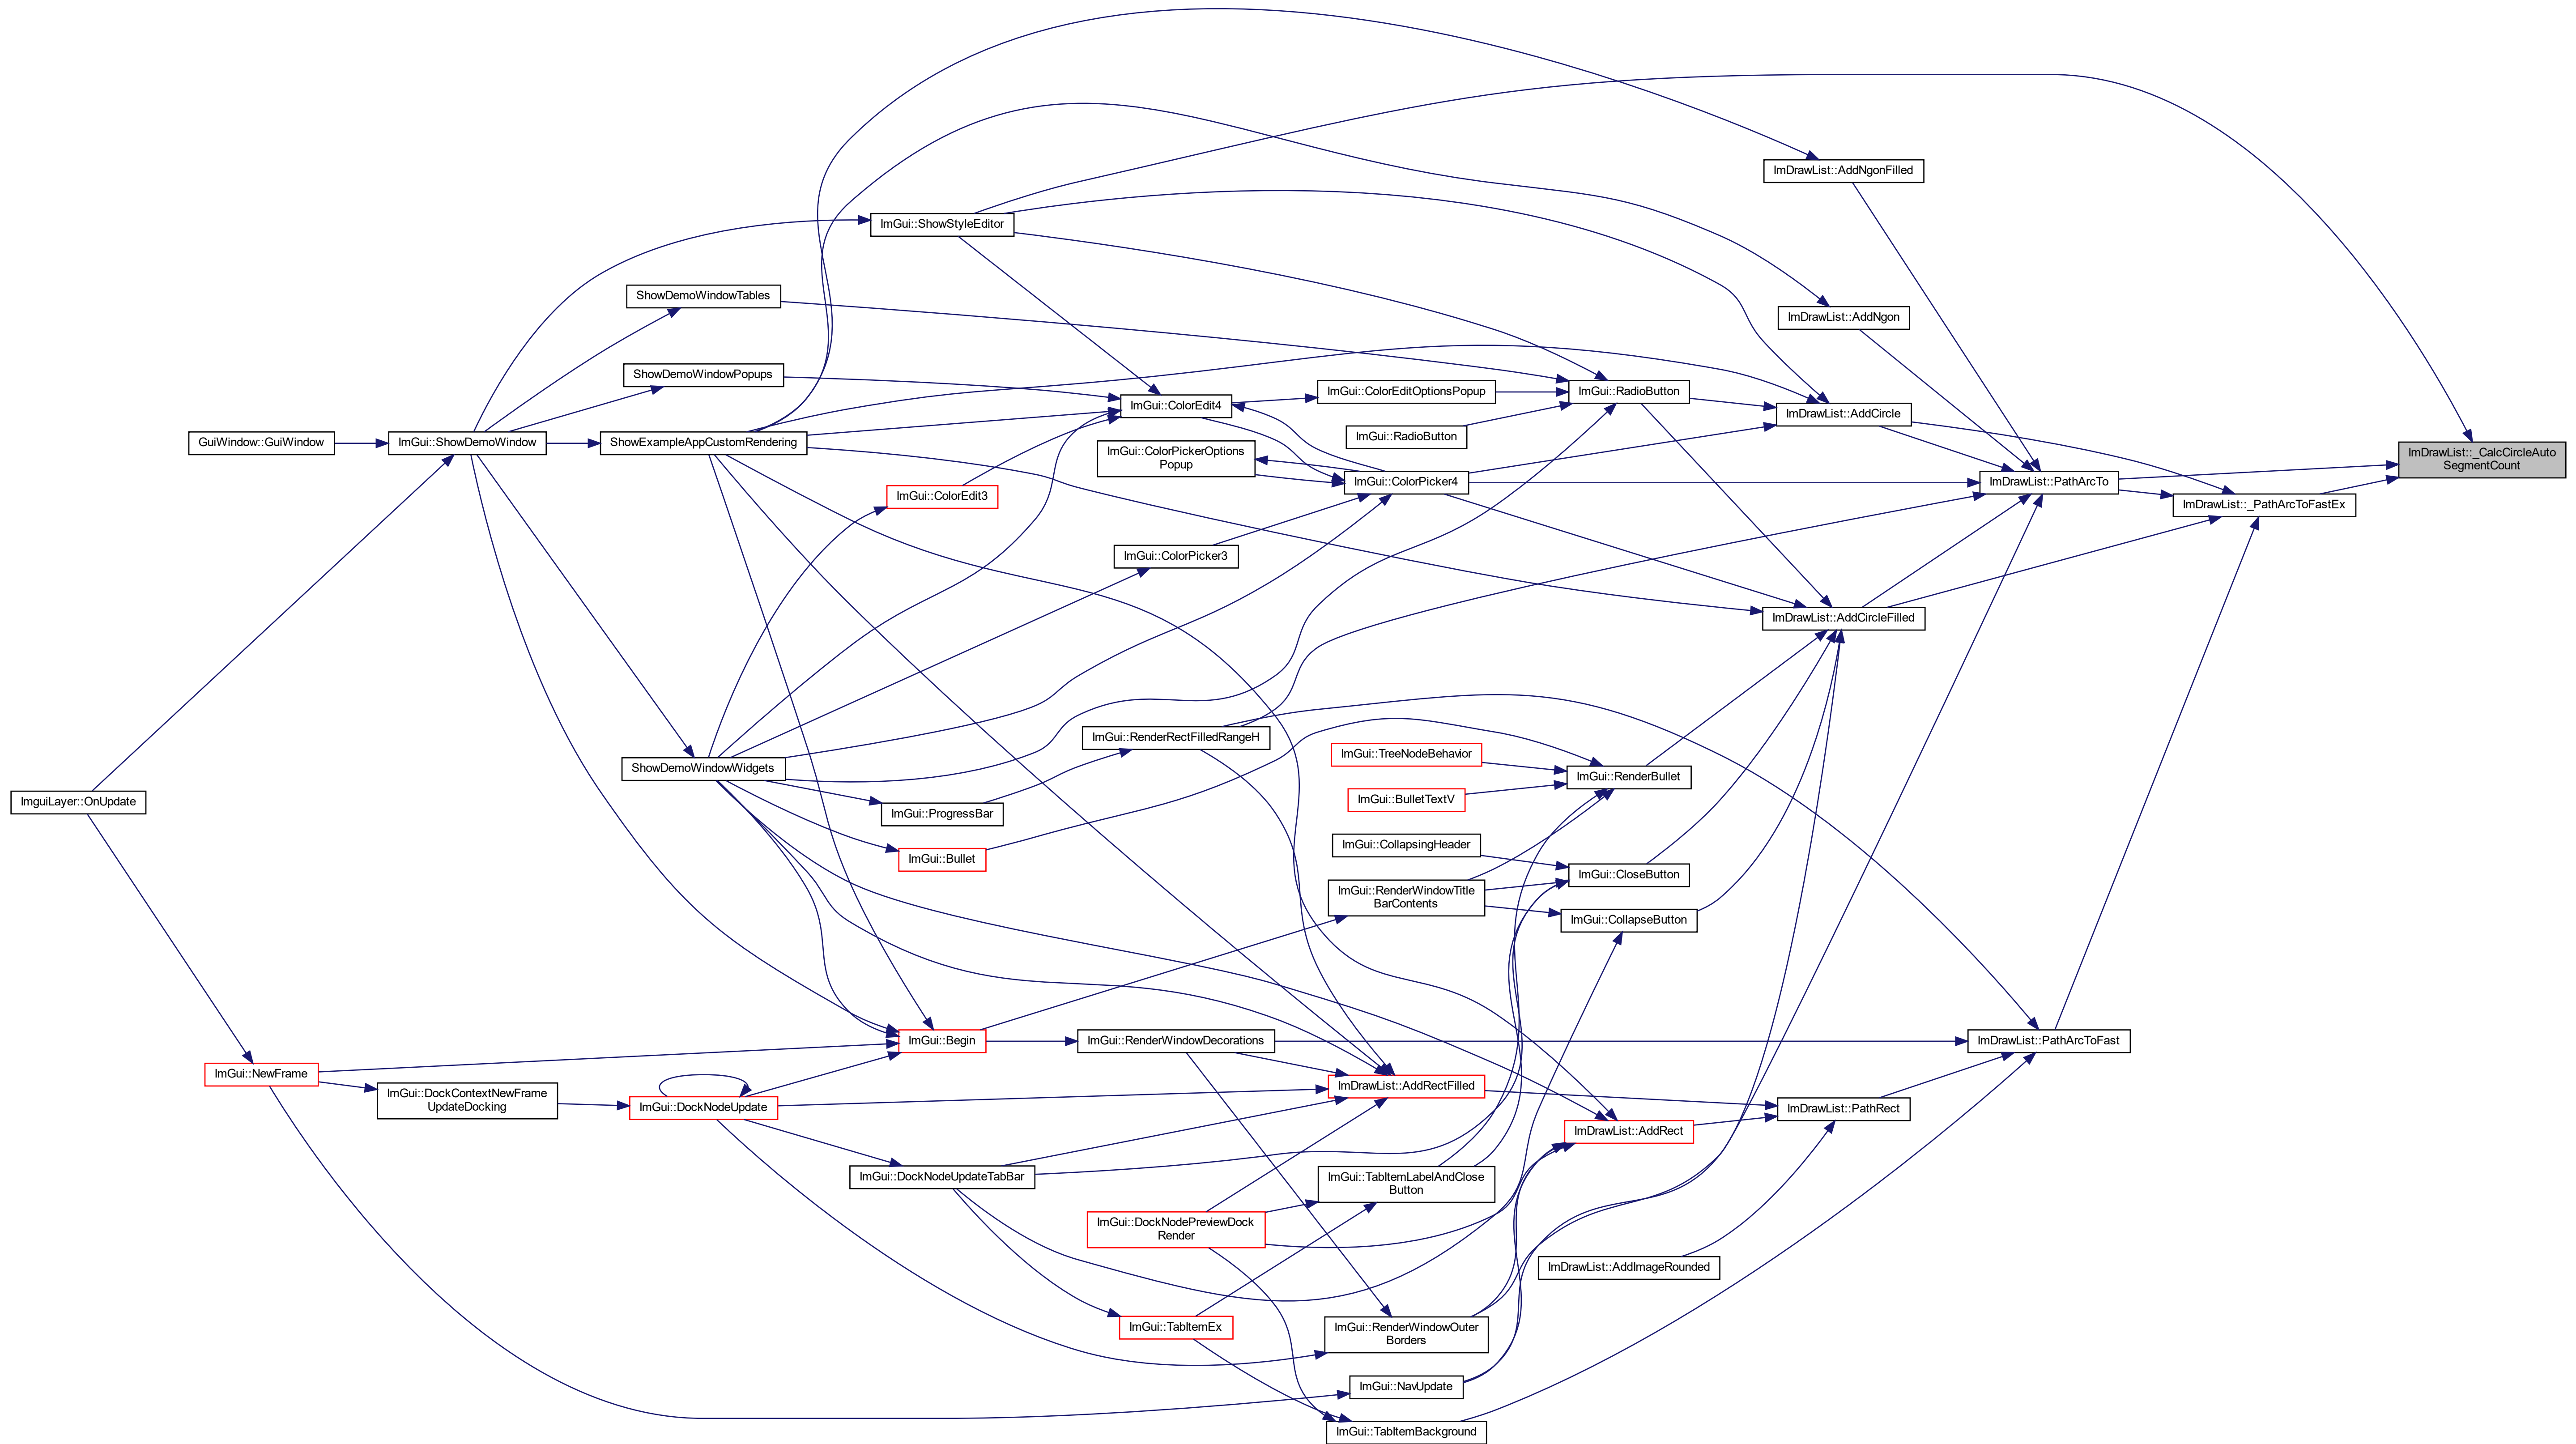 ImDrawList::AddNgonFilled
ImGui::ShowStyleEditor
ShowDemoWindowTables
ImDrawList::AddNgon
ShowDemoWindowPopups
ImGui::ColorEditOptionsPopup
ImGui::RadioButton
ImGui::ColorEdit4
ImDrawList::AddCircle
GuiWindow::GuiWindow
ImGui::ShowDemoWindow
ShowExampleAppCustomRendering
ImGui::RadioButton
ImGui::ColorPickerOptions
Popup
ImDrawList::_CalcCircleAuto
SegmentCount
ImGui::ColorPicker4
ImDrawList::PathArcTo
ImGui::ColorEdit3
ImDrawList::_PathArcToFastEx
ImGui::ColorPicker3
ImDrawList::AddCircleFilled
ImGui::RenderRectFilledRangeH
ImGui::TreeNodeBehavior
ShowDemoWindowWidgets
ImGui::RenderBullet
ImguiLayer::OnUpdate
ImGui::BulletTextV
ImGui::ProgressBar
ImGui::CollapsingHeader
ImGui::Bullet
ImGui::CloseButton
ImGui::RenderWindowTitle
BarContents
ImGui::CollapseButton
ImGui::Begin
ImGui::RenderWindowDecorations
ImDrawList::PathArcToFast
ImGui::NewFrame
ImDrawList::AddRectFilled
ImGui::DockContextNewFrame
UpdateDocking
ImGui::DockNodeUpdate
ImDrawList::PathRect
ImDrawList::AddRect
ImGui::DockNodeUpdateTabBar
ImGui::TabItemLabelAndClose
Button
ImGui::DockNodePreviewDock
Render
ImDrawList::AddImageRounded
ImGui::TabItemEx
ImGui::RenderWindowOuter
Borders
ImGui::NavUpdate
ImGui::TabItemBackground